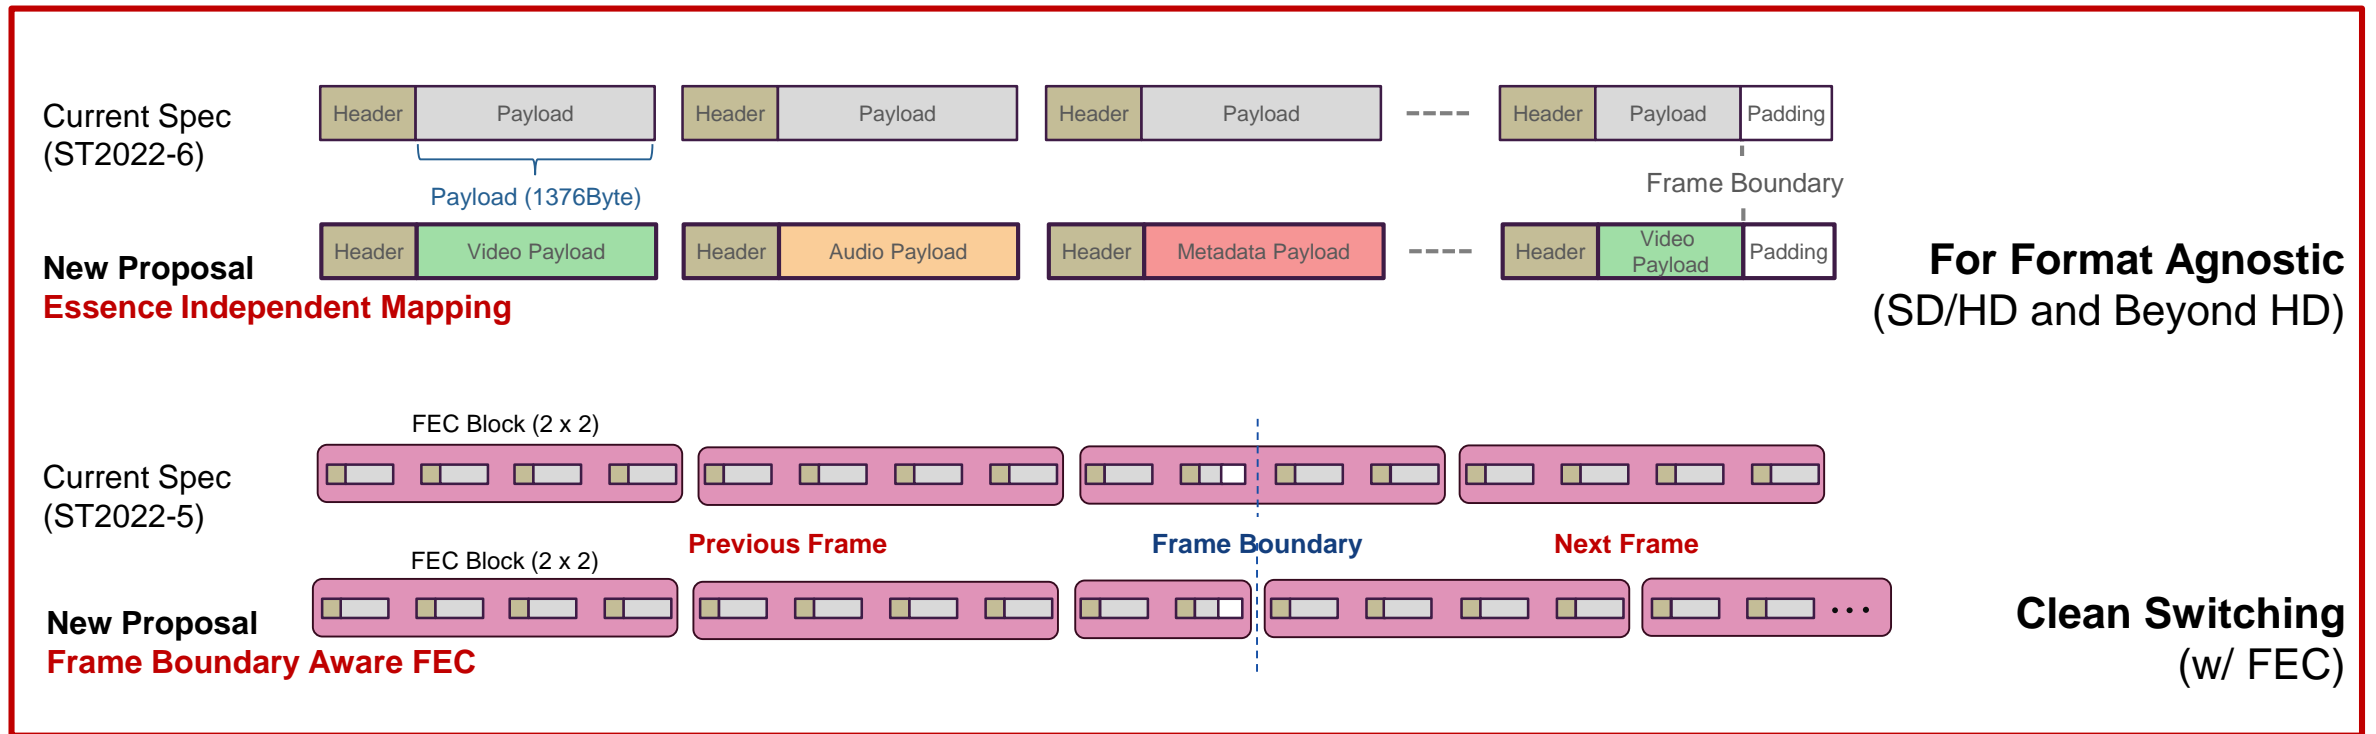 Current Spec
(ST2022-6)
Header Payload Header Payload Header Payload Header Payload Padding
Payload (1376Byte)
Frame Boundary
New Proposal
Essence Independent Mapping
Header Video Payload Header Audio Payload Header Metadata Payload Header Video Payload Padding
For Format Agnostic
(SD/HD and Beyond HD)
FEC Block (2 x 2)
Current Spec
(ST2022-5)
Previous Frame Frame Boundary Next Frame
FEC Block (2 x 2)
New Proposal
Frame Boundary Aware FEC
...
Clean Switching
(w/ FEC)